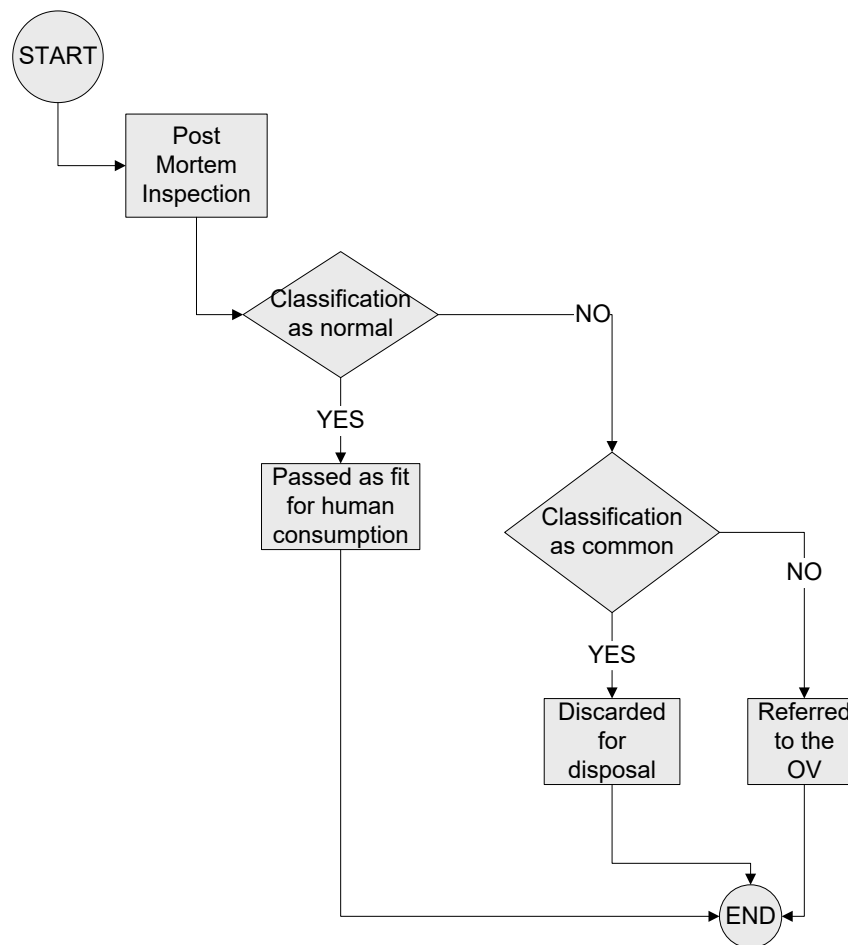 START
Post
Mortem
Inspection
Classification
as normal
NO
YES
Passed as fit
for human
consumption
Classification
as common
NO
YES
Discarded
for
disposal
Referred
to the
OV
END